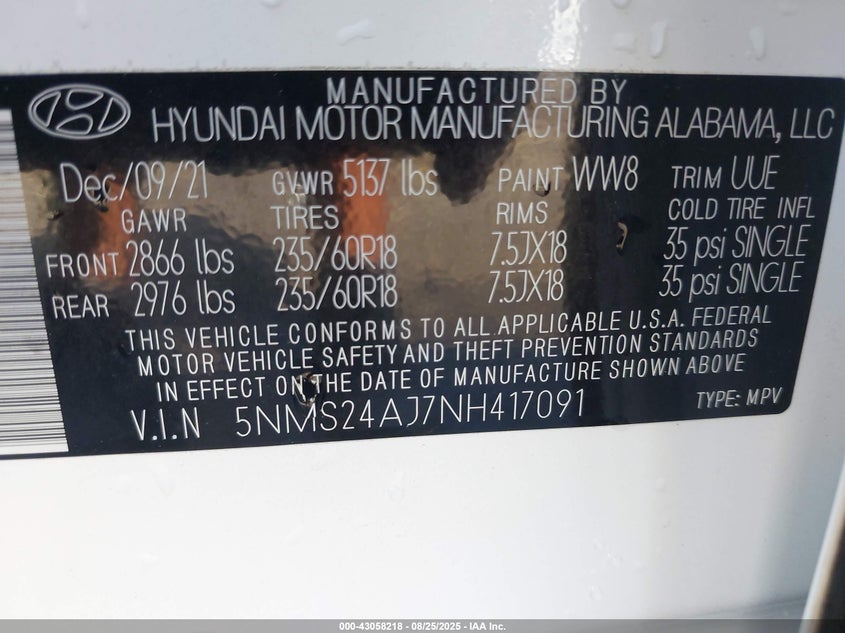 MANUFACTURED BY
HYUNDAI MOTOR MANUFACTURING ALABAMA, LLC
Dec/09/21 GVWR 5137 lbs PAINT WW8 TRIM UUE
GAWR TIRES RIMS COLD TIRE INFL
FRONT 2866 lbs 235/60R18 7.5JX18 35 psi SINGLE
REAR 2976 lbs 235/60R18 7.5JX18 35 psi SINGLE
THIS VEHICLE CONFORMS TO ALL APPLICABLE U.S.A. FEDERAL
MOTOR VEHICLE SAFETY AND THEFT PREVENTION STANDARDS
IN EFFECT ON THE DATE OF MANUFACTURE SHOWN ABOVE
V.I.N 5NMS24AJ7NH417091 TYPE: MPV
000-43058218 - 08/25/2025 - IAA Inc.